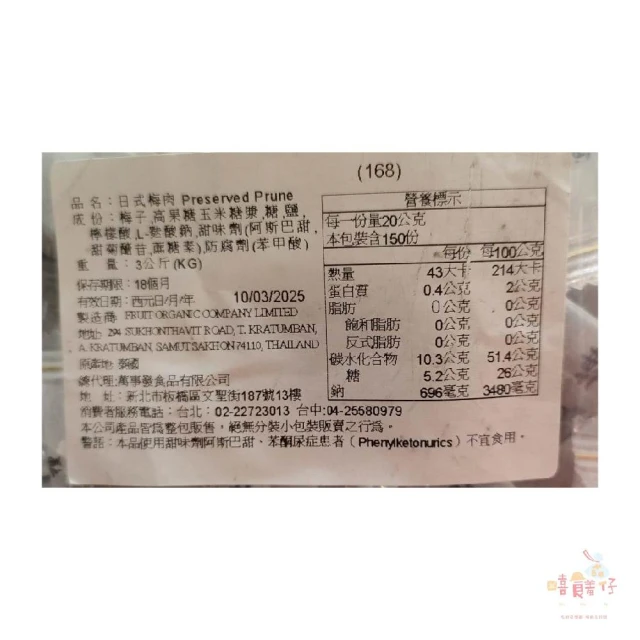 (168)
品 名：日式梅肉 Preserved Prune
成 份：梅子,高果糖玉米糖漿,糖,鹽,
檸檬酸,L-麩酸鈉,甜味劑(阿斯巴甜,
甜菊醣苷,蔗糖素),防腐劑(苯甲酸)
重 量：3公斤(KG)
保存期限：18個月
有效日期：西元日/月/年 10/03/2025
製造商：FRUIT ORGANIC COMPANY LIMITED
地址: 29/4 SUKHONTHAVIT ROAD, T. KRATUMBAN,
A. KRATUMBAN, SAMUTSAKHON 74110, THAILAND
原產地:泰國
總代理:萬事發食品有限公司
地 址：新北市板橋區文聖街187號13樓
消費者服務電話：台北：02-22723013 台中:04-25580979
本公司產品皆為整包販售，絕無分裝小包裝販賣之行為。
警語：本品使用甜味劑阿斯巴甜、苯酮尿症患者(Phenylketonurics)不宜食用。
營養標示
每一份量20公克
本包裝含150份
每份 每100公克
熱量 43大卡 214大卡
蛋白質 0.4公克 2公克
脂肪 0公克 0公克
飽和脂肪 0公克 0公克
反式脂肪 0公克 0公克
碳水化合物 10.3公克 51.4公克
糖 5.2公克 26公克
鈉 696毫克 3480毫克